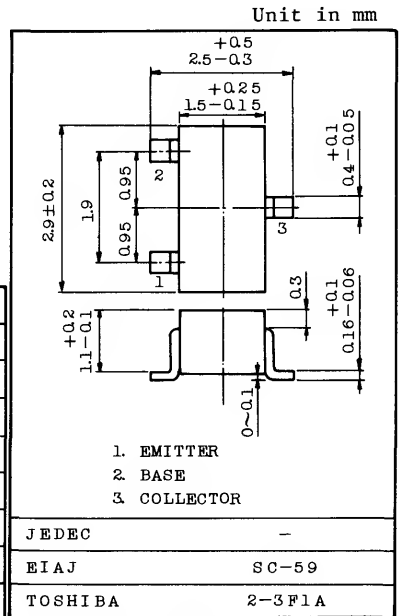 Unit in mm
+0.5
2.5-0.3
+0.25
1.5-0.15
2.9±0.2
1.9
0.95
0.95
2
1
3
+0.1
0.4-0.05
+0.2
1.1-0.1
0.3
+0.1
0.16-0.06
0~0.1
1. EMITTER
2. BASE
3. COLLECTOR
JEDEC -
EIAJ SC-59
TOSHIBA 2-3F1A